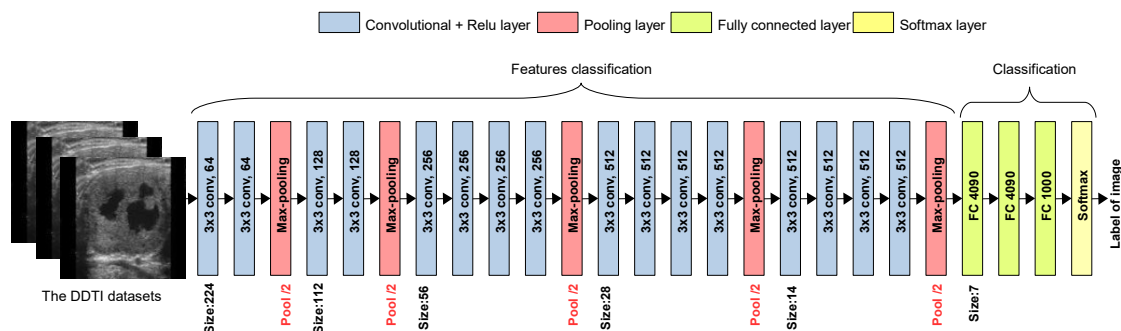 Convolutional + Relu layer
Pooling layer
Fully connected layer
Softmax layer
Features classification
Classification
3x3 conv, 64
3x3 conv, 64
Max-pooling
3x3 conv, 128
3x3 conv, 128
Max-pooling
3x3 conv, 256
3x3 conv, 256
3x3 conv, 256
3x3 conv, 256
Max-pooling
3x3 conv, 512
3x3 conv, 512
3x3 conv, 512
3x3 conv, 512
Max-pooling
3x3 conv, 512
3x3 conv, 512
3x3 conv, 512
3x3 conv, 512
Max-pooling
FC 4090
FC 4090
FC 1000
Softmax
Label of image
The DDTI datasets
Size:224
Pool /2
Size:112
Pool /2
Size:56
Pool /2
Size:28
Pool /2
Size:14
Pool /2
Size:7